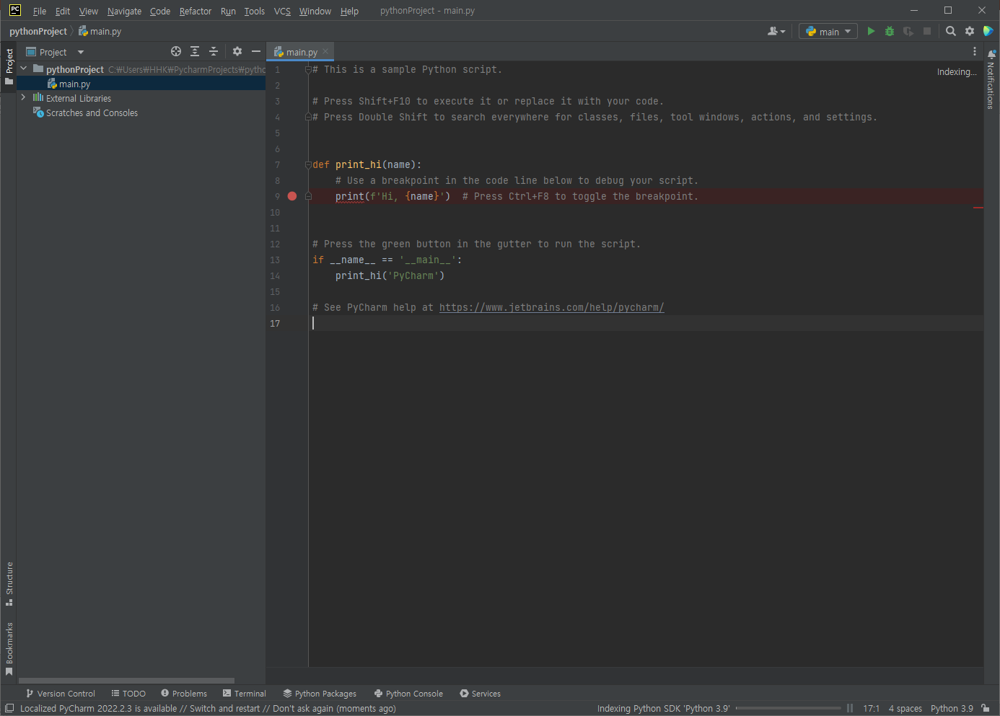 PC File Edit View Navigate Code Refactor Run Tools VCS Window Help pythonProject - main.py
pythonProject main.py main
Project main.py
Project
pythonProject C:₩Users₩HHK₩PycharmProjects₩pytho
main.py
External Libraries
Scratches and Consoles
Structure
Bookmarks
Indexing...
Notifications
1 # This is a sample Python script.
2
3 # Press Shift+F10 to execute it or replace it with your code.
4 # Press Double Shift to search everywhere for classes, files, tool windows, actions, and settings.
5
6
7 def print_hi(name):
8 # Use a breakpoint in the code line below to debug your script.
9 print(f'Hi, {name}') # Press Ctrl+F8 to toggle the breakpoint.
10
11
12 # Press the green button in the gutter to run the script.
13 if __name__ == '__main__':
14 print_hi('PyCharm')
15
16 # See PyCharm help at https://www.jetbrains.com/help/pycharm/
17
Version Control TODO Problems Terminal Python Packages Python Console Services
Localized PyCharm 2022.2.3 is available // Switch and restart // Don't ask again (moments ago) Indexing Python SDK 'Python 3.9' 17:1 4 spaces Python 3.9